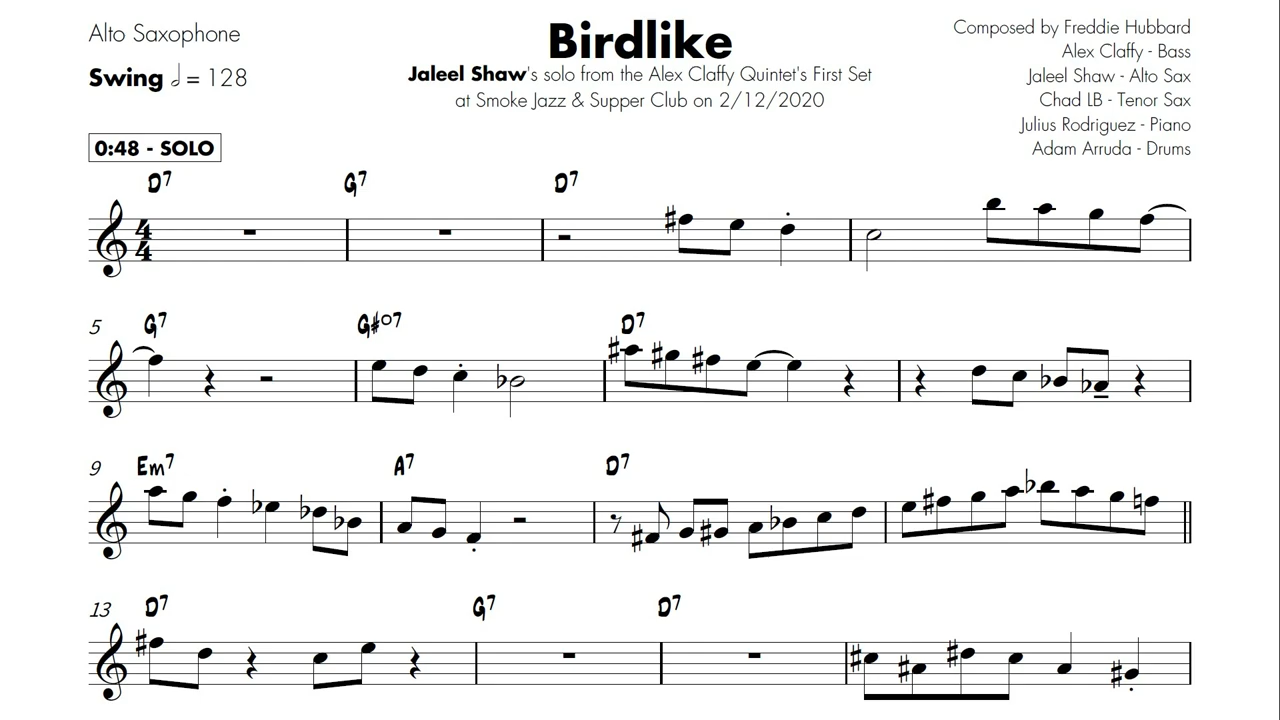 Alto Saxophone
Birdlike
Composed by Freddie Hubbard
Alex Claffy - Bass
Swing 𝅗𝅥 = 128
Jaleel Shaw's solo from the Alex Claffy Quintet's First Set
Jaleel Shaw - Alto Sax
at Smoke Jazz & Supper Club on 2/12/2020
Chad LB - Tenor Sax
Julius Rodriguez - Piano
Adam Arruda - Drums
0:48 - SOLO
D7 G7 D7
4
4
5 G7 G#o7 D7
9 Em7 A7 D7
13 D7 G7 D7